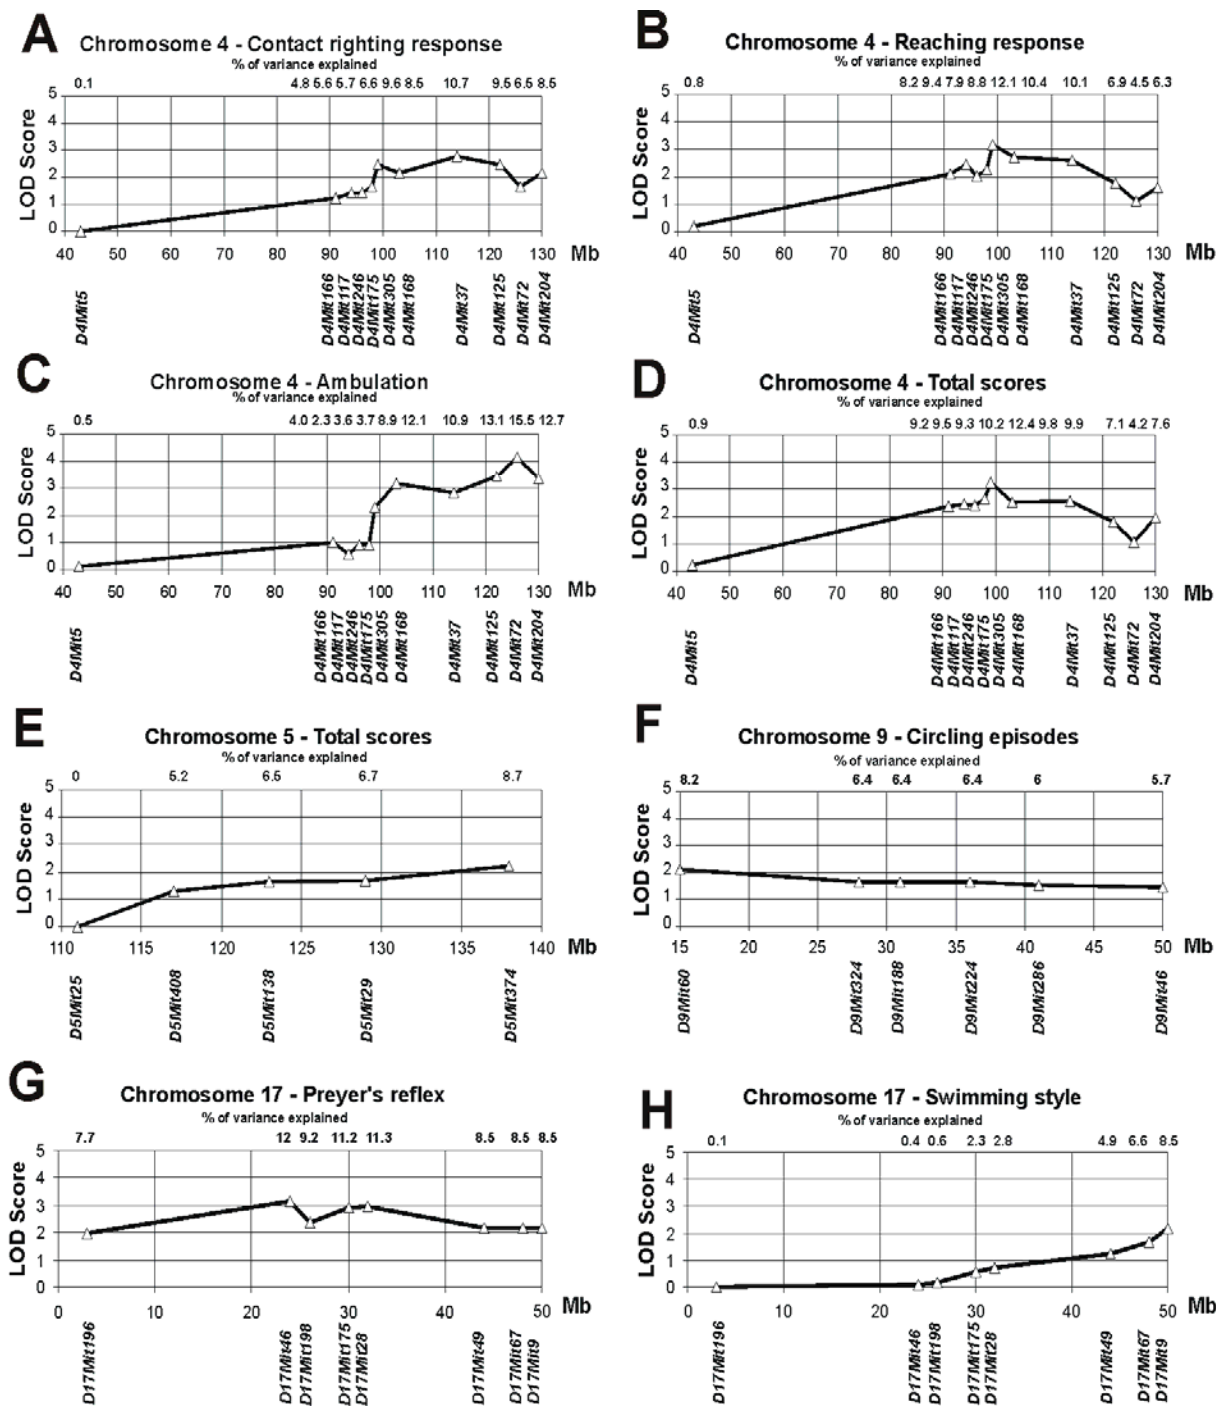 A
Chromosome 4 - Contact righting response
% of variance explained
0.1 4.8 5.6 5.7 6.6 9.6 8.5 10.7 9.5 6.5 8.5
LOD Score
5
4
3
2
1
0
40 50 60 70 80 90 100 110 120 130 Mb
D4Mit5 D4Mit166 D4Mit117 D4Mit246 D4Mit175 D4Mit305 D4Mit168 D4Mit37 D4Mit125 D4Mit72 D4Mit204
B
Chromosome 4 - Reaching response
% of variance explained
0.8 8.2 9.4 7.9 8.8 12.1 10.4 10.1 6.9 4.5 6.3
LOD Score
5
4
3
2
1
0
40 50 60 70 80 90 100 110 120 130 Mb
D4Mit5 D4Mit166 D4Mit117 D4Mit246 D4Mit175 D4Mit305 D4Mit168 D4Mit37 D4Mit125 D4Mit72 D4Mit204
C
Chromosome 4 - Ambulation
% of variance explained
0.5 4.0 2.3 3.6 3.7 8.9 12.1 10.9 13.1 15.5 12.7
LOD Score
5
4
3
2
1
0
40 50 60 70 80 90 100 110 120 130 Mb
D4Mit5 D4Mit166 D4Mit117 D4Mit246 D4Mit175 D4Mit305 D4Mit168 D4Mit37 D4Mit125 D4Mit72 D4Mit204
D
Chromosome 4 - Total scores
% of variance explained
0.9 9.2 9.5 9.3 10.2 12.4 9.8 9.9 7.1 4.2 7.6
LOD Score
5
4
3
2
1
0
40 50 60 70 80 90 100 110 120 130 Mb
D4Mit5 D4Mit166 D4Mit117 D4Mit246 D4Mit175 D4Mit305 D4Mit168 D4Mit37 D4Mit125 D4Mit72 D4Mit204
E
Chromosome 5 - Total scores
% of variance explained
0 5.2 6.5 6.7 8.7
LOD Score
5
4
3
2
1
0
110 115 120 125 130 135 140 Mb
D5Mit25 D5Mit408 D5Mit138 D5Mit29 D5Mit374
F
Chromosome 9 - Circling episodes
% of variance explained
8.2 6.4 6.4 6.4 6 5.7
LOD Score
5
4
3
2
1
0
15 20 25 30 35 40 45 50 Mb
D9Mit60 D9Mit324 D9Mit188 D9Mit224 D9Mit286 D9Mit46
G
Chromosome 17 - Preyer's reflex
% of variance explained
7.7 12 9.2 11.2 11.3 8.5 8.5 8.5
LOD Score
5
4
3
2
1
0
0 10 20 30 40 50 Mb
D17Mit196 D17Mit46 D17Mit198 D17Mit175 D17Mit28 D17Mit49 D17Mit67 D17Mit9
H
Chromosome 17 - Swimming style
% of variance explained
0.1 0.4 0.6 2.3 2.8 4.9 6.6 8.5
LOD Score
5
4
3
2
1
0
0 10 20 30 40 50 Mb
D17Mit196 D17Mit46 D17Mit198 D17Mit175 D17Mit28 D17Mit49 D17Mit67 D17Mit9